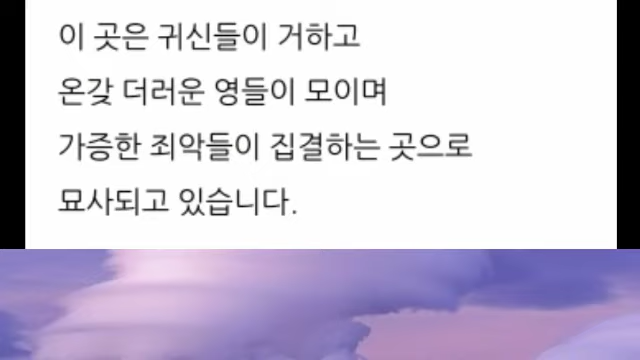 이 곳은 귀신들이 거하고
온갖 더러운 영들이 모이며
가증한 죄악들이 집결하는 곳으로
묘사되고 있습니다.